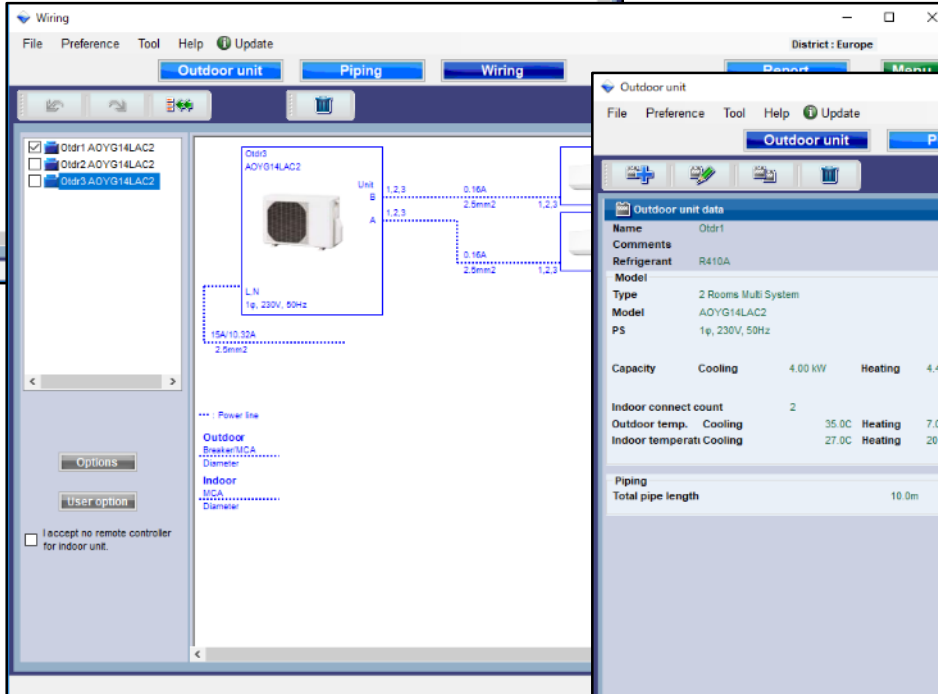 Wiring
File Preference Tool Help Update
District : Europe
Outdoor unit Piping Wiring Report Menu
Otdr1 AOYG14LAC2
Otdr2 AOYG14LAC2
Otdr3 AOYG14LAC2
Otdr3
AOYG14LAC2
Unit
B
A
1,2,3
1,2,3
0.16A
2.5mm2
1,2,3
0.16A
2.5mm2
1,2,3
L,N
1φ, 230V, 50Hz
15A/10.32A
2.5mm2
... : Power line
Outdoor
Breaker/MCA
Diameter
Indoor
MCA
Diameter
Options
User option
I accept no remote controller
for indoor unit.
Outdoor unit
File Preference Tool Help Update
Outdoor unit P
Outdoor unit data
Name Otdr1
Comments
Refrigerant R410A
Model
Type 2 Rooms Multi System
Model AOYG14LAC2
PS 1φ, 230V, 50Hz
Capacity Cooling 4.00 kW Heating 4.4
Indoor connect count 2
Outdoor temp. Cooling 35.0C Heating 7.0
Indoor temperati Cooling 27.0C Heating 20
Piping
Total pipe length 10.0m